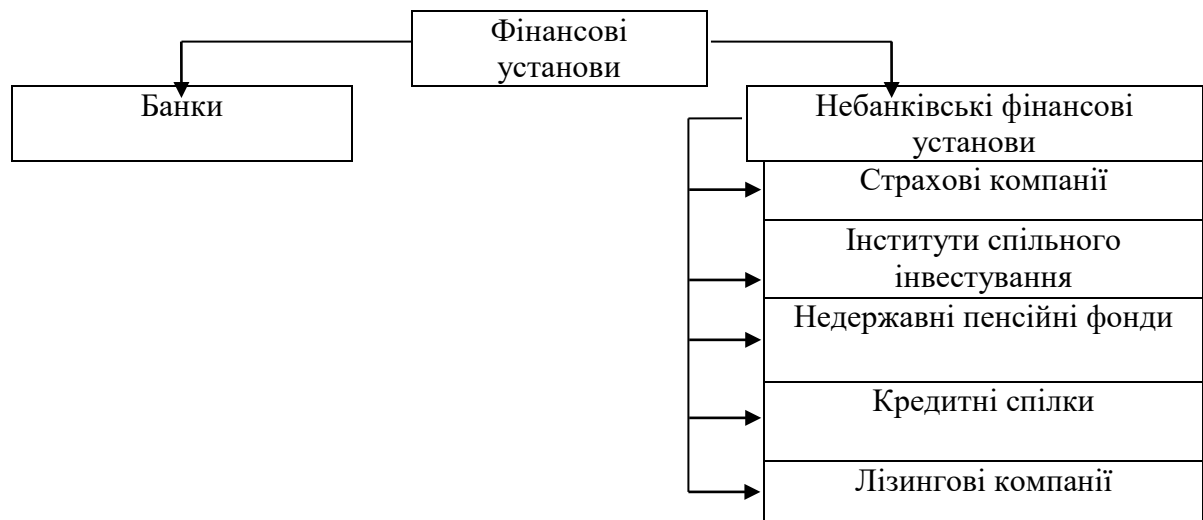 Фінансові
установи
Банки
Небанківські фінансові
установи
Страхові компанії
Інститути спільного
інвестування
Недержавні пенсійні фонди
Кредитні спілки
Лізингові компанії